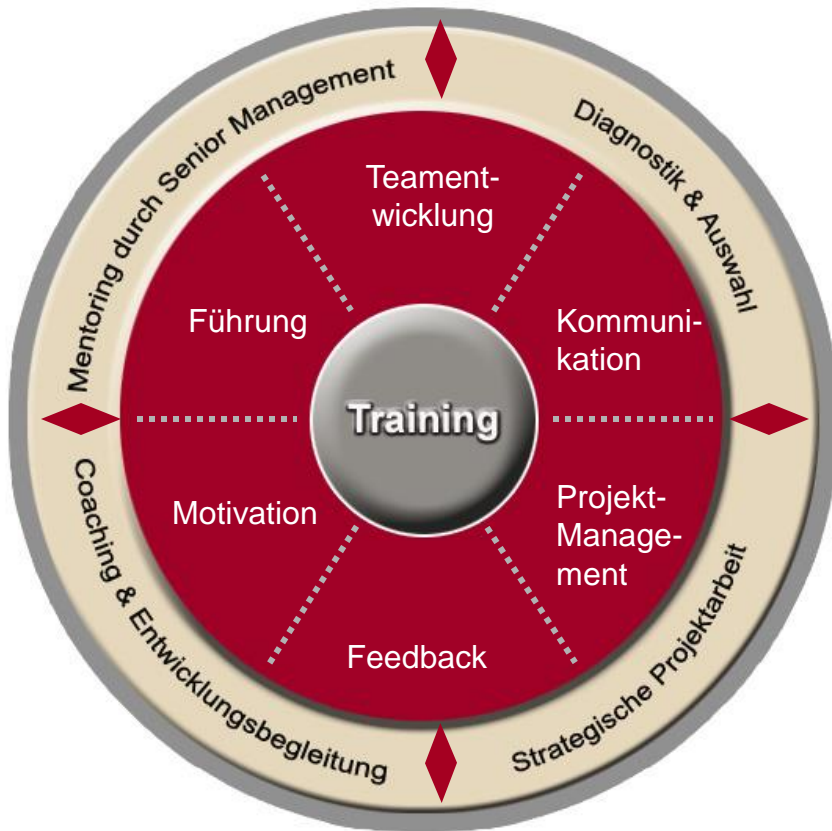 Mentoring durch Senior Management
Diagnostik & Auswahl
Teament-
wicklung
Führung
Kommuni-
kation
Training
Motivation
Projekt-
Manage-
ment
Feedback
Coaching & Entwicklungsbegleitung
Strategische Projektarbeit